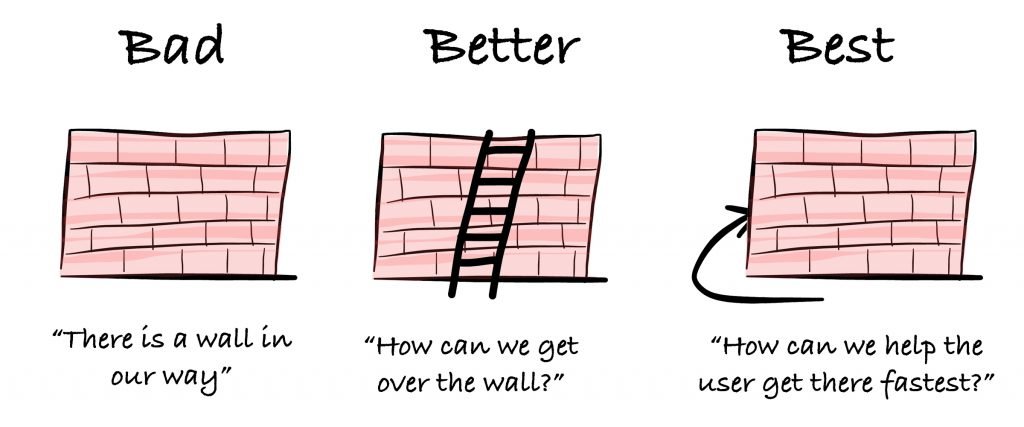 Bad
Better
Best
“There is a wall in
our way”
“How can we get
over the wall?”
“How can we help the
user get there fastest?”